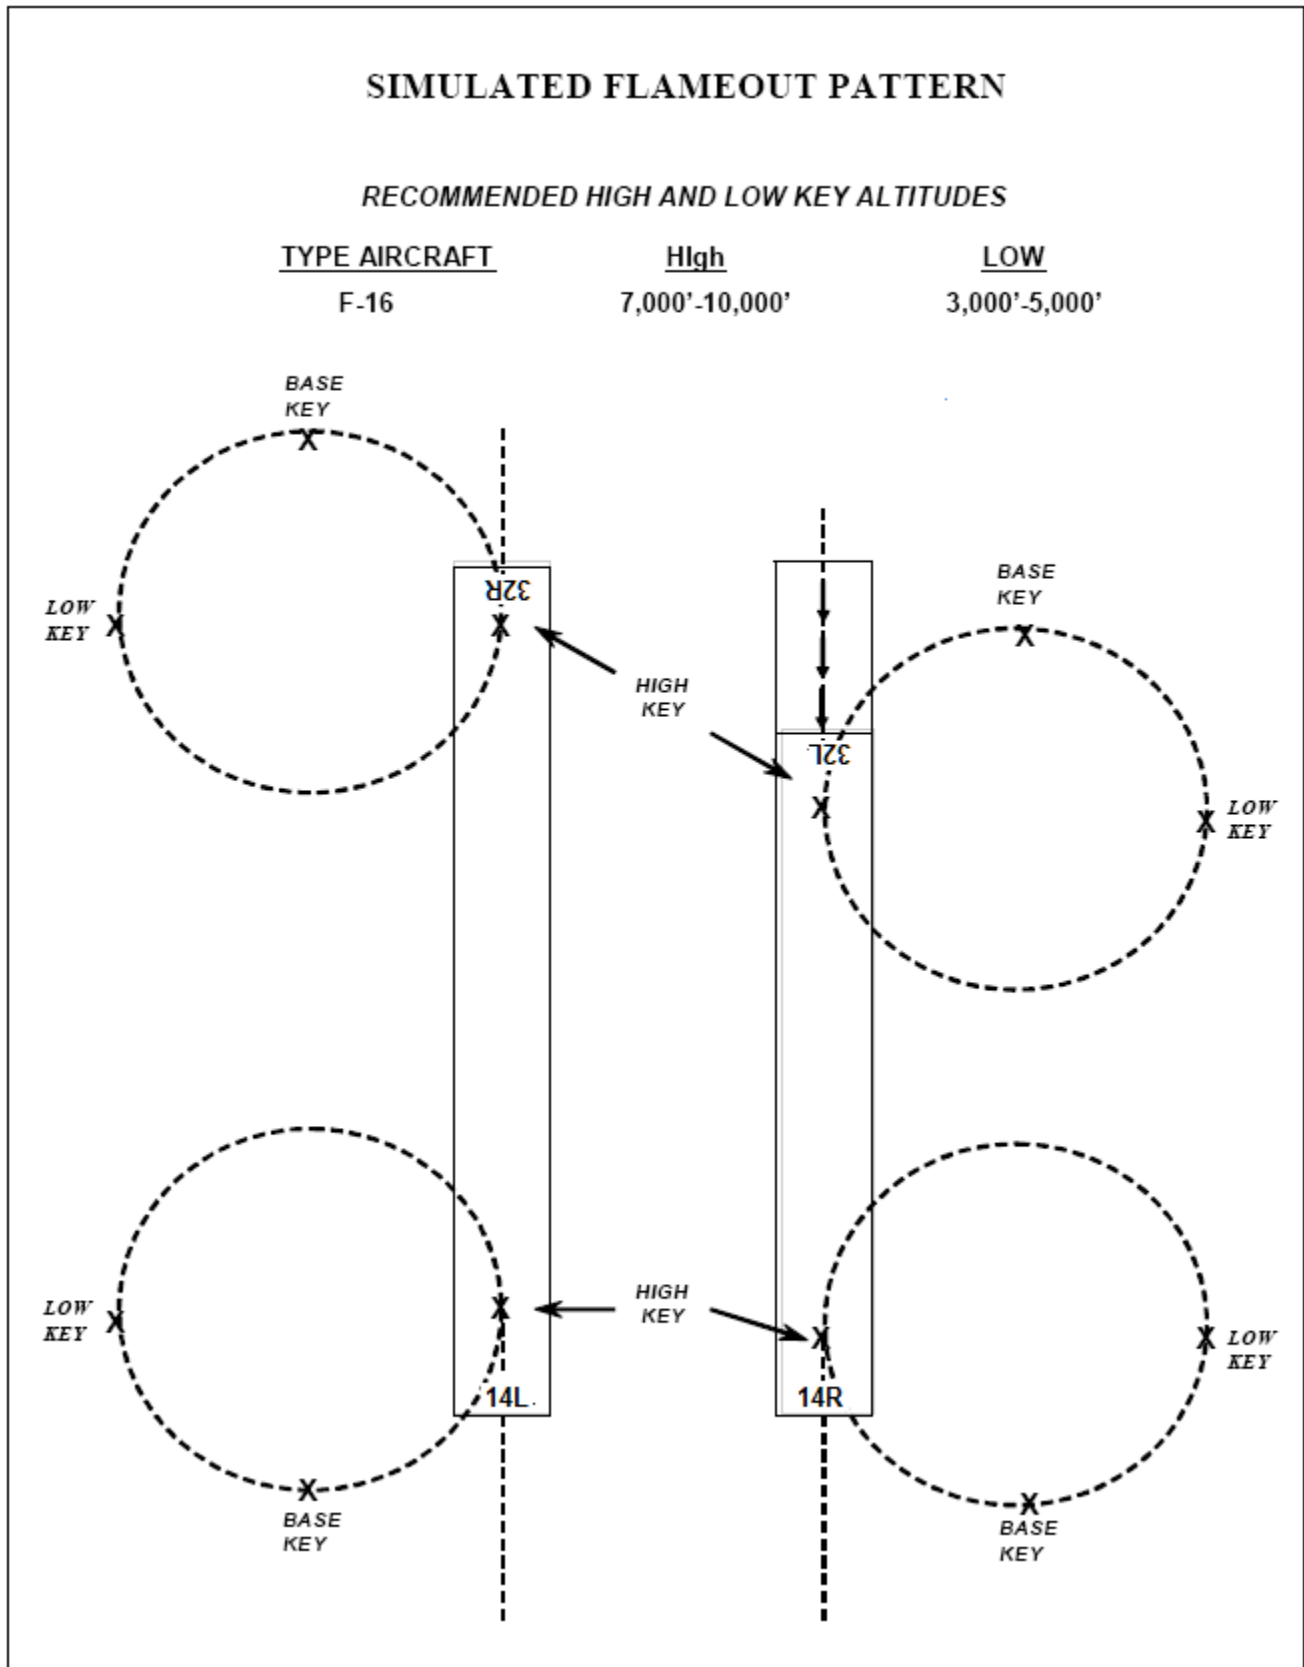 SIMULATED FLAMEOUT PATTERN
RECOMMENDED HIGH AND LOW KEY ALTITUDES
TYPE AIRCRAFT HIgh LOW
F-16 7,000’-10,000’ 3,000’-5,000’
BASE
KEY
X
32R
LOW
KEY
X
X
BASE
KEY
X
HIGH
KEY
32L
X
LOW
KEY
X
LOW
KEY
X
X
HIGH
KEY
X
LOW
KEY
X
14L.
14R
X
BASE
KEY
X
BASE
KEY